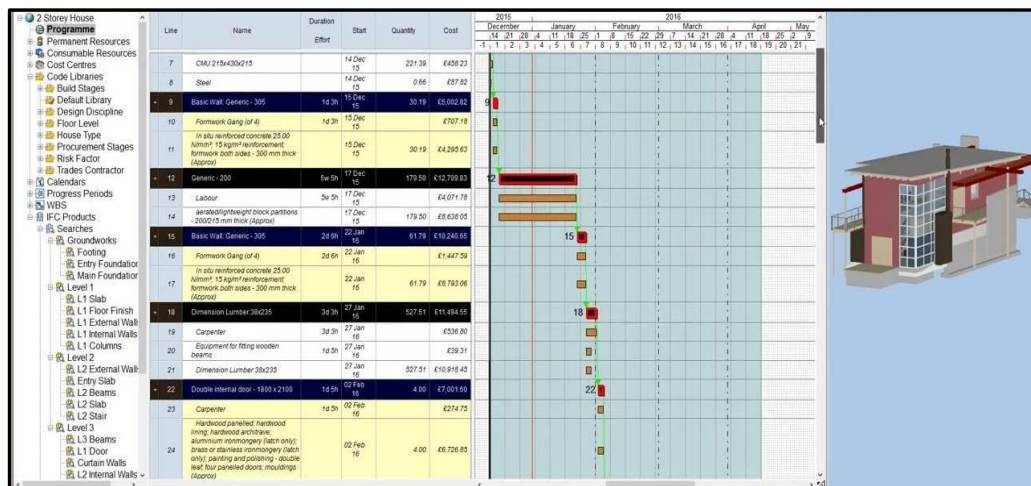 2 Storey House
Programme
Permanent Resources
Consumable Resources
Cost Centres
Code Libraries
Build Stages
Default Library
Design Discipline
Floor Level
House Type
Procurement Stages
Risk Factor
Trades Contractor
Calendars
Progress Periods
WBS
IFC Products
Searches
Groundworks
Footing
Entry Foundation
Main Foundation
Level 1
L1 Slab
L1 Floor Finish
L1 External Walls
L1 Internal Walls
L1 Columns
Level 2
L2 External Walls
Entry Slab
L2 Beams
L2 Slab
L2 Stair
Level 3
L3 Beams
L1 Door
Curtain Walls
L2 Internal Walls
Line Name Duration Effort Start Quantity Cost
7 CMU 215x430x215 14 Dec 15 221.39 £458.23
8 Steel 14 Dec 15 0.66 £87.82
9 Basic Wall: Generic - 305 1d 3h 15 Dec 15 30.19 £5,002.82
10 Formwork Gang (of 4) 1d 3h 15 Dec 15 £707.18
11 In situ reinforced concrete 25.00
N/mm²; 15 kg/m³ reinforcement;
formwork both sides - 300 mm thick
(Approx) 15 Dec 15 30.19 £4,295.63
12 Generic - 200 5w 5h 17 Dec 15 179.50 £12,709.83
13 Labour 5w 5h 17 Dec 15 £4,071.78
14 aerated/lightweight block partitions
- 200/215 mm thick (Approx) 17 Dec 15 179.50 £8,638.05
15 Basic Wall: Generic - 305 2d 6h 22 Jan 16 61.79 £10,240.65
16 Formwork Gang (of 4) 2d 6h 22 Jan 16 £1,447.59
17 In situ reinforced concrete 25.00
N/mm²; 15 kg/m³ reinforcement;
formwork both sides - 300 mm thick
(Approx) 22 Jan 16 61.79 £8,793.06
18 Dimension Lumber:38x235 3d 3h 27 Jan 16 527.51 £11,494.55
19 Carpenter 3d 3h 27 Jan 16 £536.80
20 Equipment for fitting wooden
beams 1d 5h 27 Jan 16 £39.31
21 Dimension Lumber:38x235 27 Jan 16 527.51 £10,918.45
22 Double internal door - 1800 x 2100 1d 5h 02 Feb 16 4.00 £7,001.50
23 Carpenter 1d 5h 02 Feb 16 £274.75
24 Hardwood panelled; hardwood
lining; hardwood architrave;
aluminium ironmongery (latch only);
brass or stainless ironmongery (latch
only); painting and polishing - double
leaf; four panelled doors; mouldings
(Approx) 02 Feb 16 4.00 £6,726.85
2015 2016
December January February March April May
14 21 28 4 11 18 25 1 8 15 22 29 7 14 21 28 4 11 18 25 2 9
-1 1 2 3 4 5 6 7 8 9 10 11 12 13 14 15 16 17 18 19 20 21
9
12
15
18
22